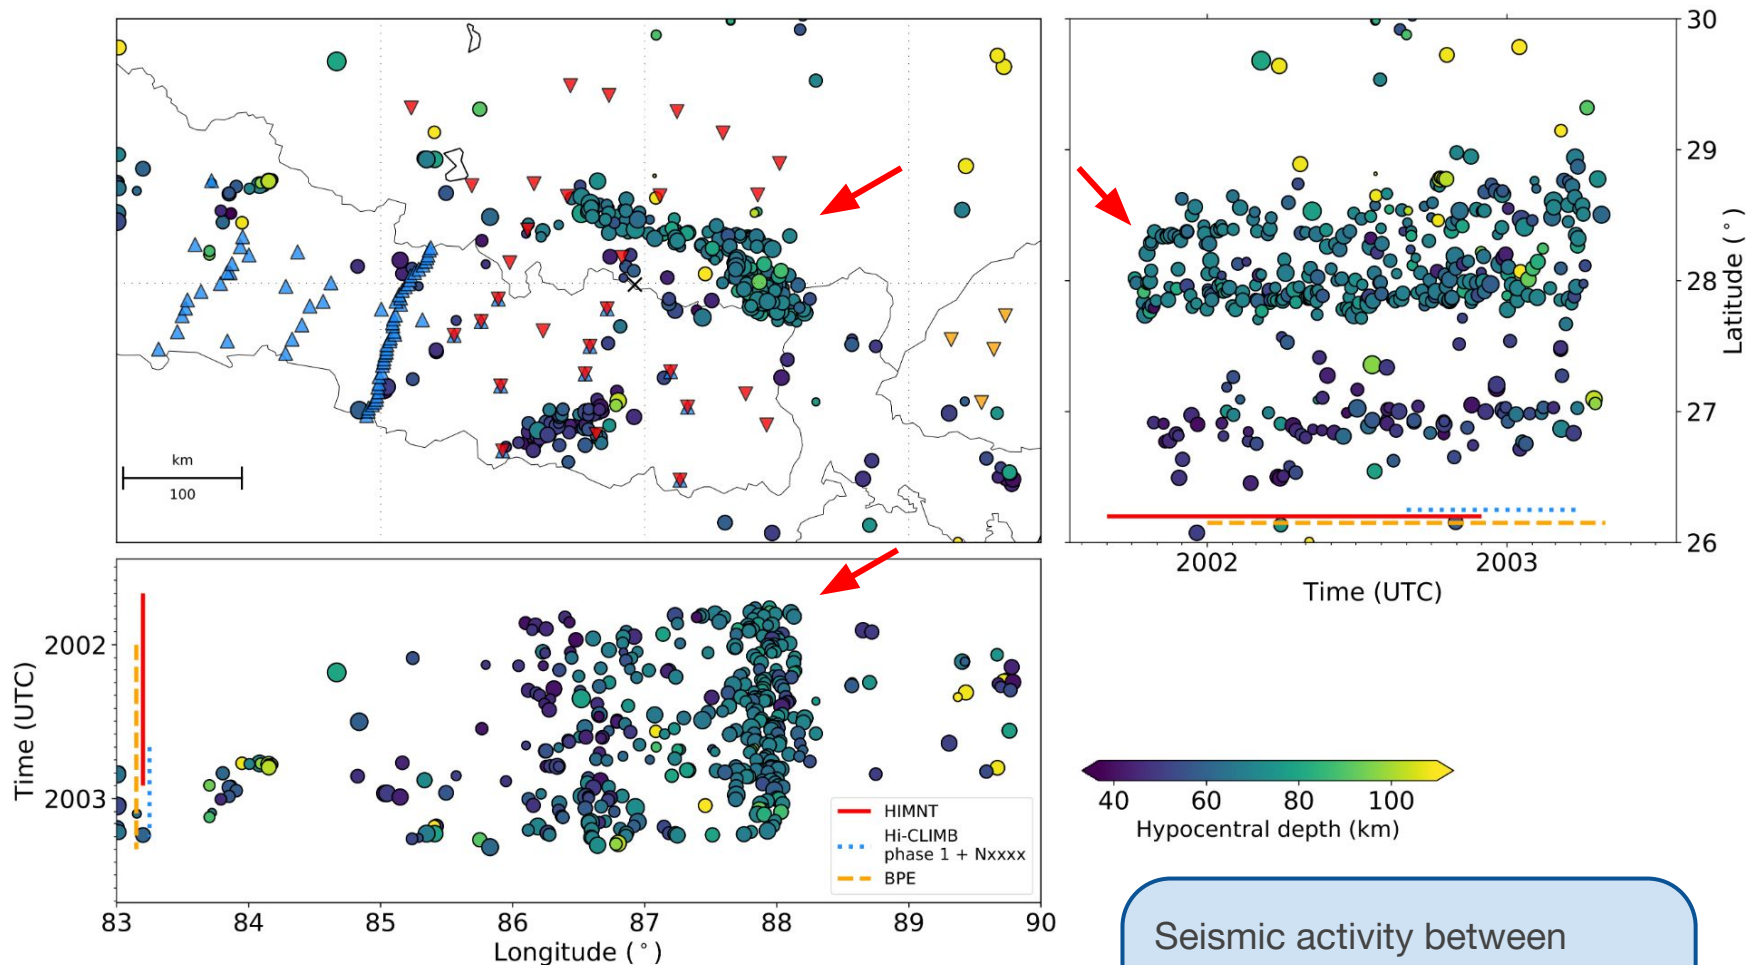 km
100
30
29
28
27
26
Latitude (°)
2002
2003
Time (UTC)
2002
2003
Time (UTC)
HIMNT
Hi-CLIMB
phase 1 + Nxxxx
BPE
83
84
85
86
87
88
89
90
Longitude (°)
40
60
80
100
Hypocentral depth (km)
Seismic activity between